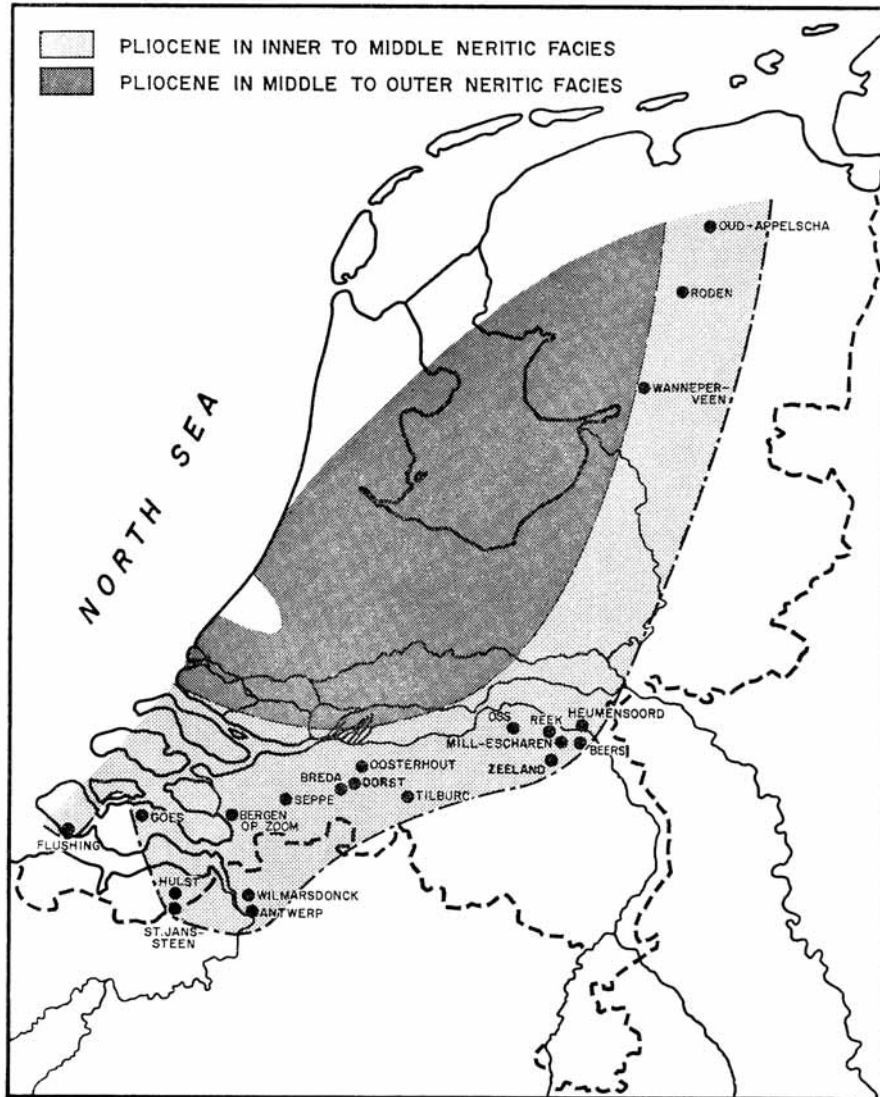 PLIOCENE IN INNER TO MIDDLE NERITIC FACIES
PLIOCENE IN MIDDLE TO OUTER NERITIC FACIES
OUD-APPELSCHA
RODEN
WANNEPER-
VEEN
NORTH SEA
OSS
REEK
HEUMENSOORD
MILL-ESCHAREN
BEERS
ZEELAND
OOSTERHOUT
BREDA
DORST
SEPPE
TILBURG
GOES
BERGEN
OP ZOOM
FLUSHING
HULST
WILMARSDONCK
ANTWERP
ST.JANS-
STEEN